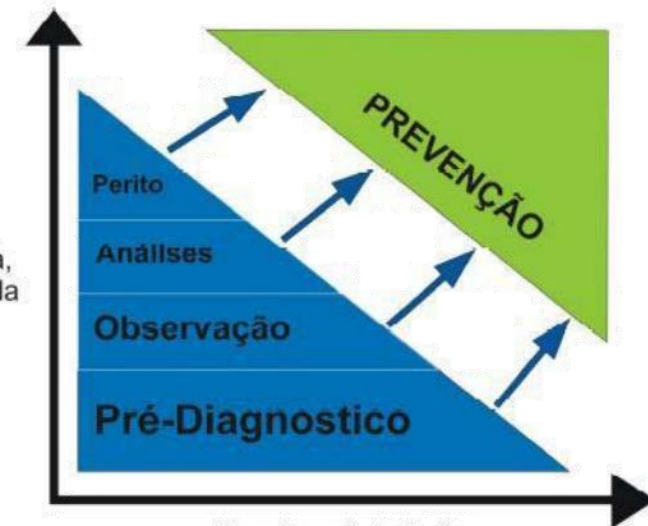 PREVENÇÃO
Perito
Análises
Observação
Pré-Diagnostico